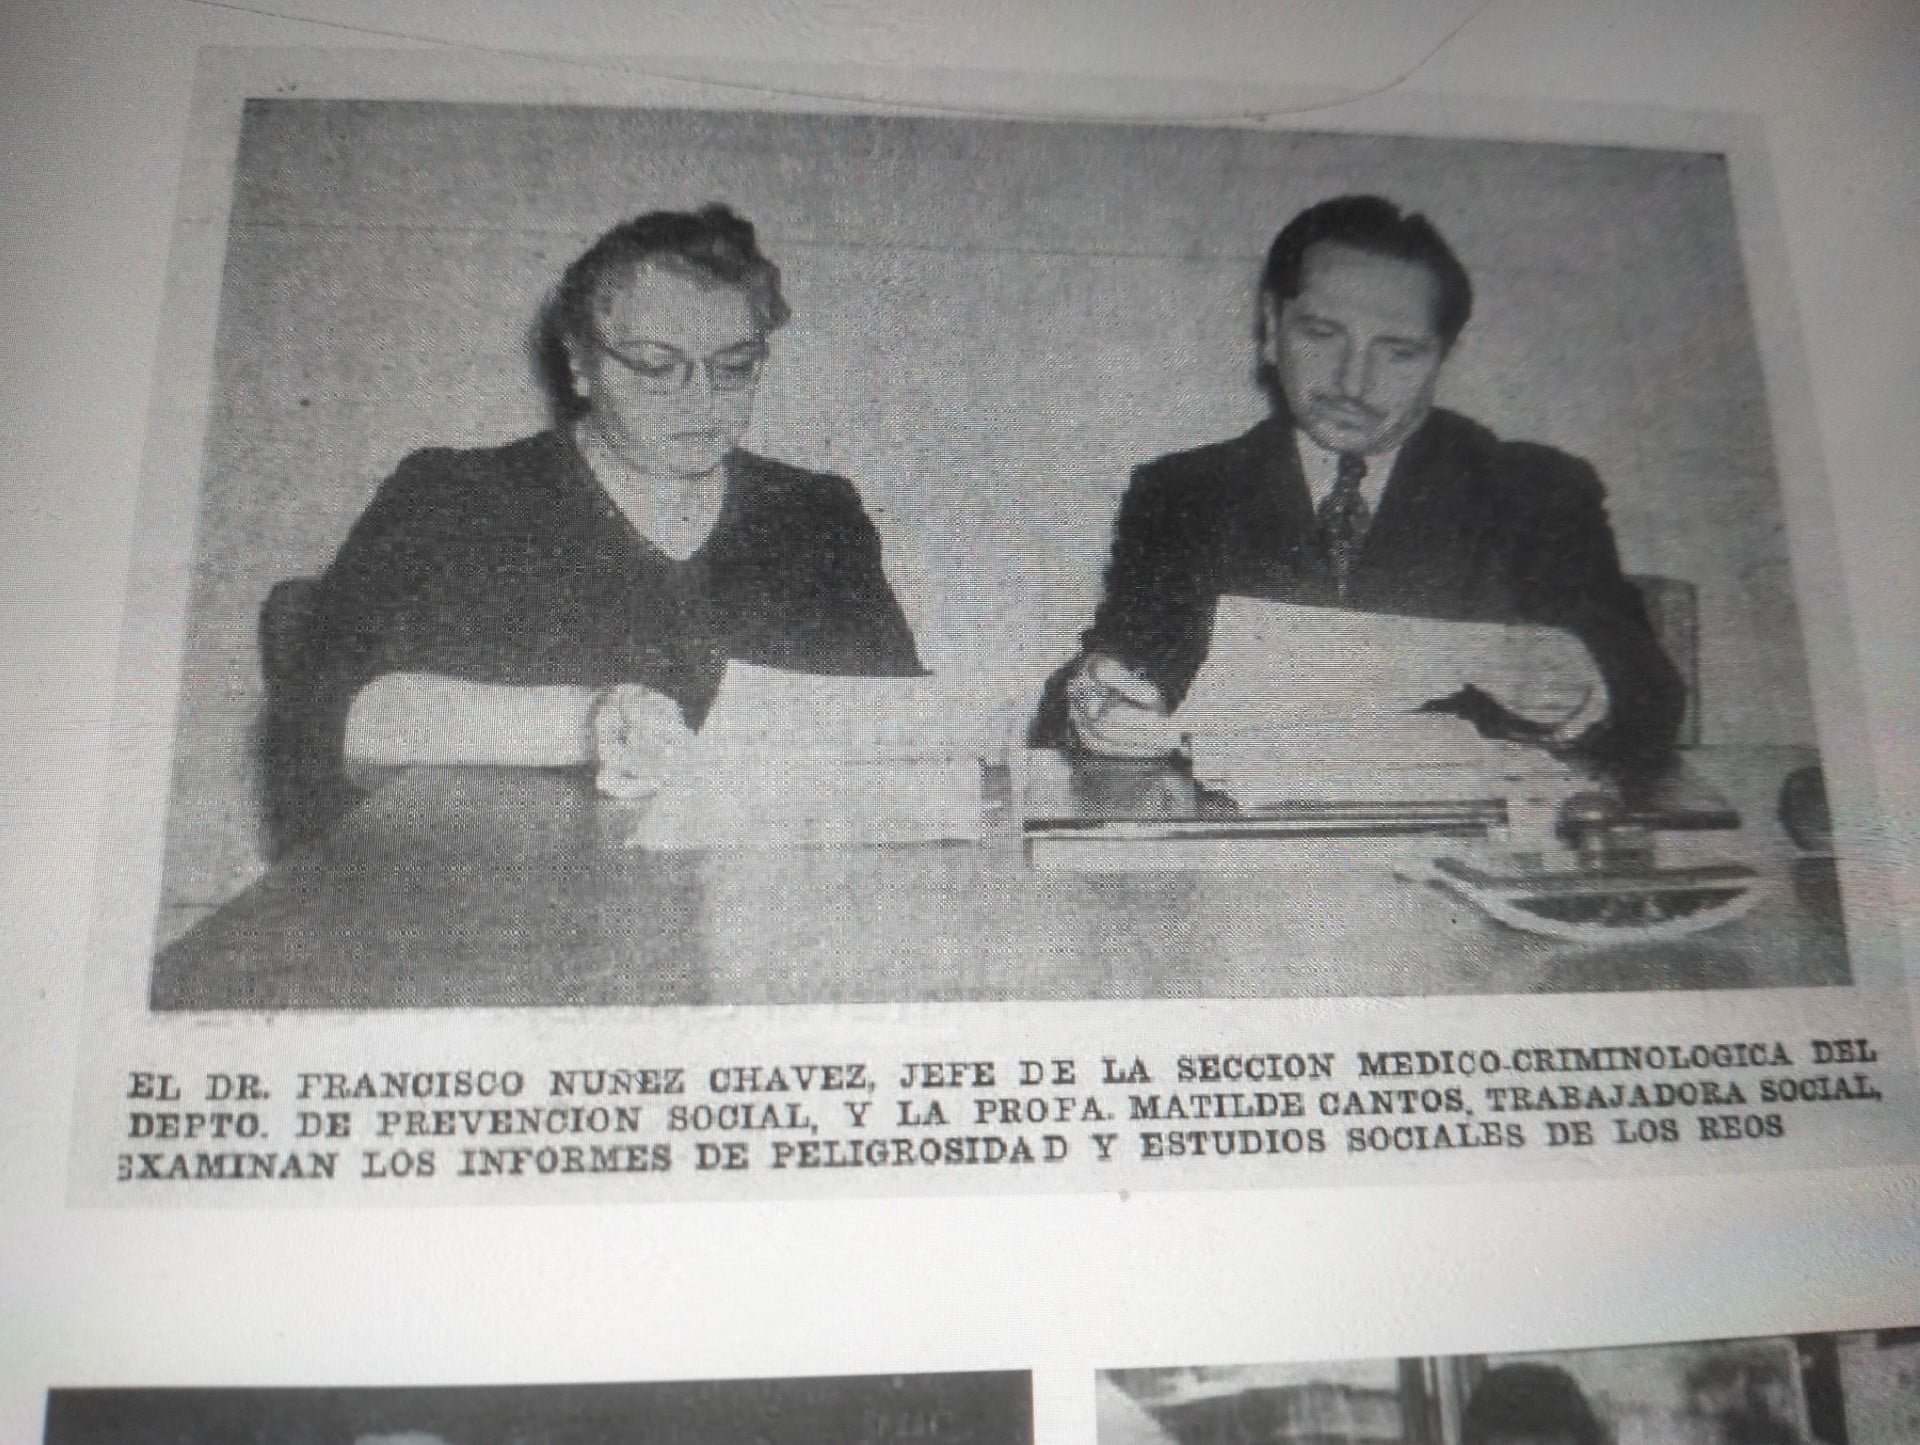 EL DR. FRANCISCO NUÑEZ CHAVEZ, JEFE DE LA SECCION MEDICO-CRIMINOLOGICA DEL
DEPTO. DE PREVENCION SOCIAL, Y LA PROFA. MATILDE CANTOS, TRABAJADORA SOCIAL,
EXAMINAN LOS INFORMES DE PELIGROSIDAD Y ESTUDIOS SOCIALES DE LOS REOS